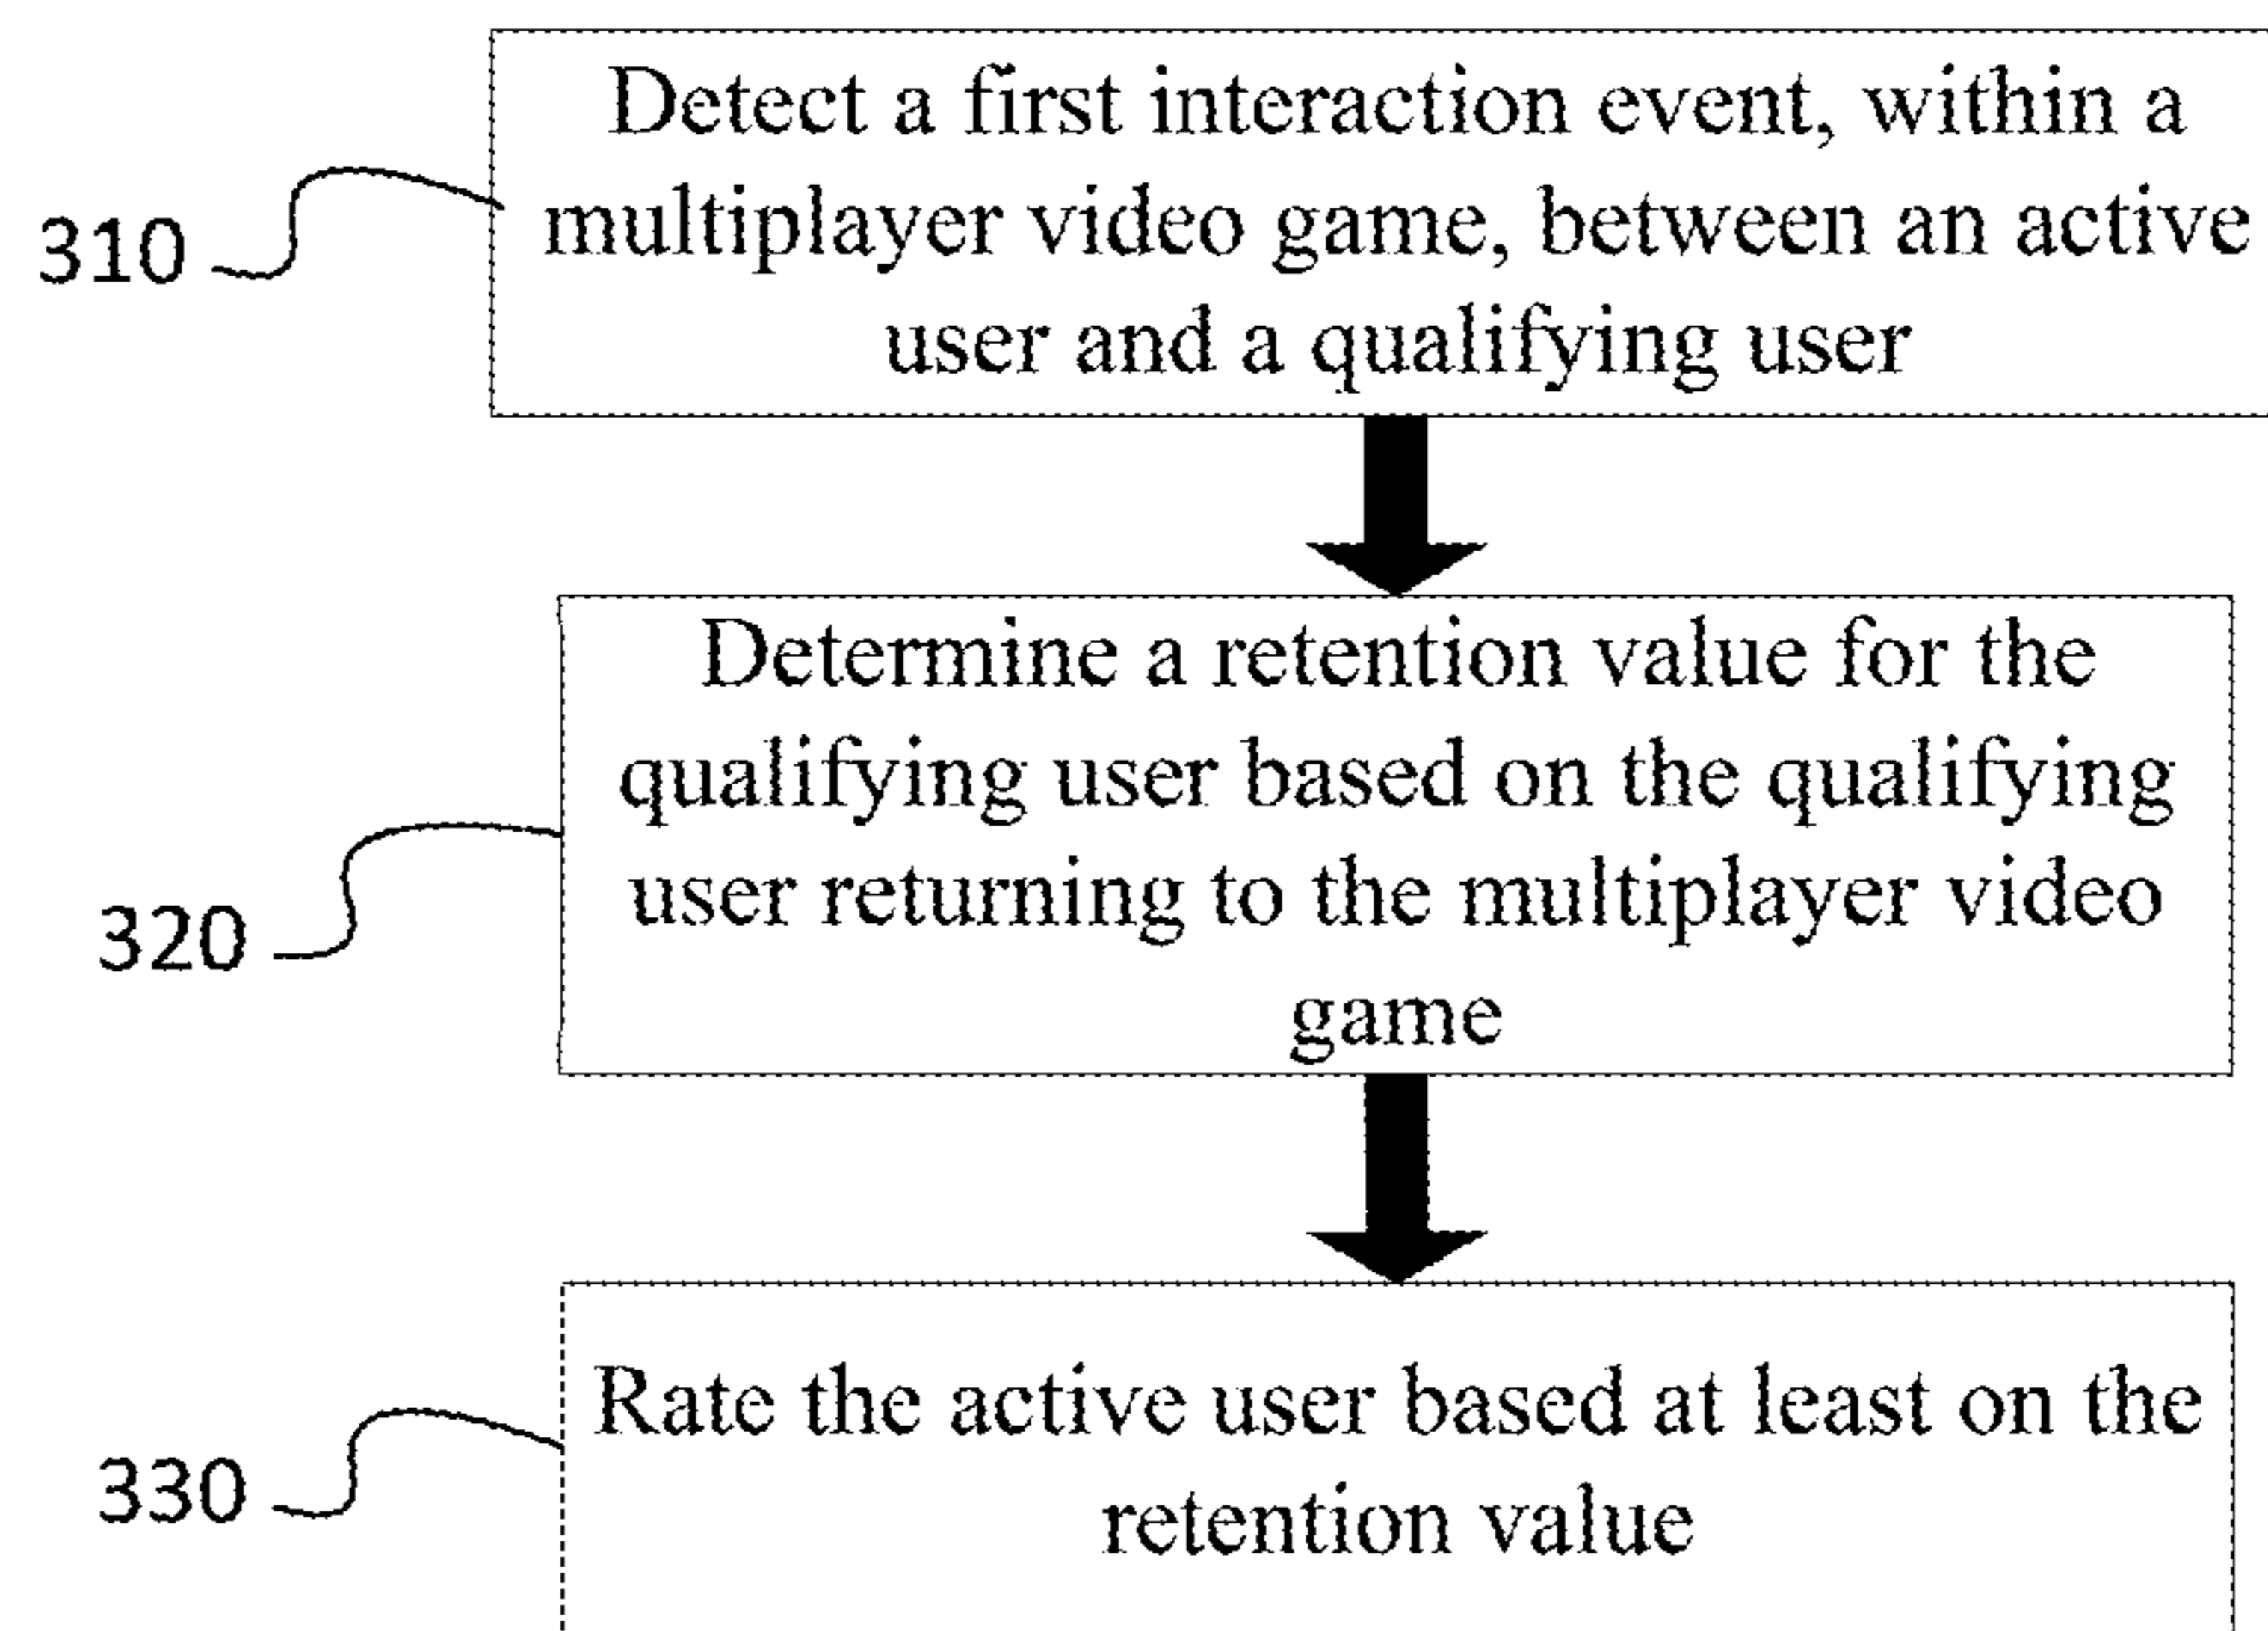 Detect a first interaction event, within a
multiplayer video game, between an active
user and a qualifying user
310
Determine a retention value for the
qualifying user based on the qualifying
user returning to the multiplayer video
game
320
Rate the active user based at least on the
retention value
330